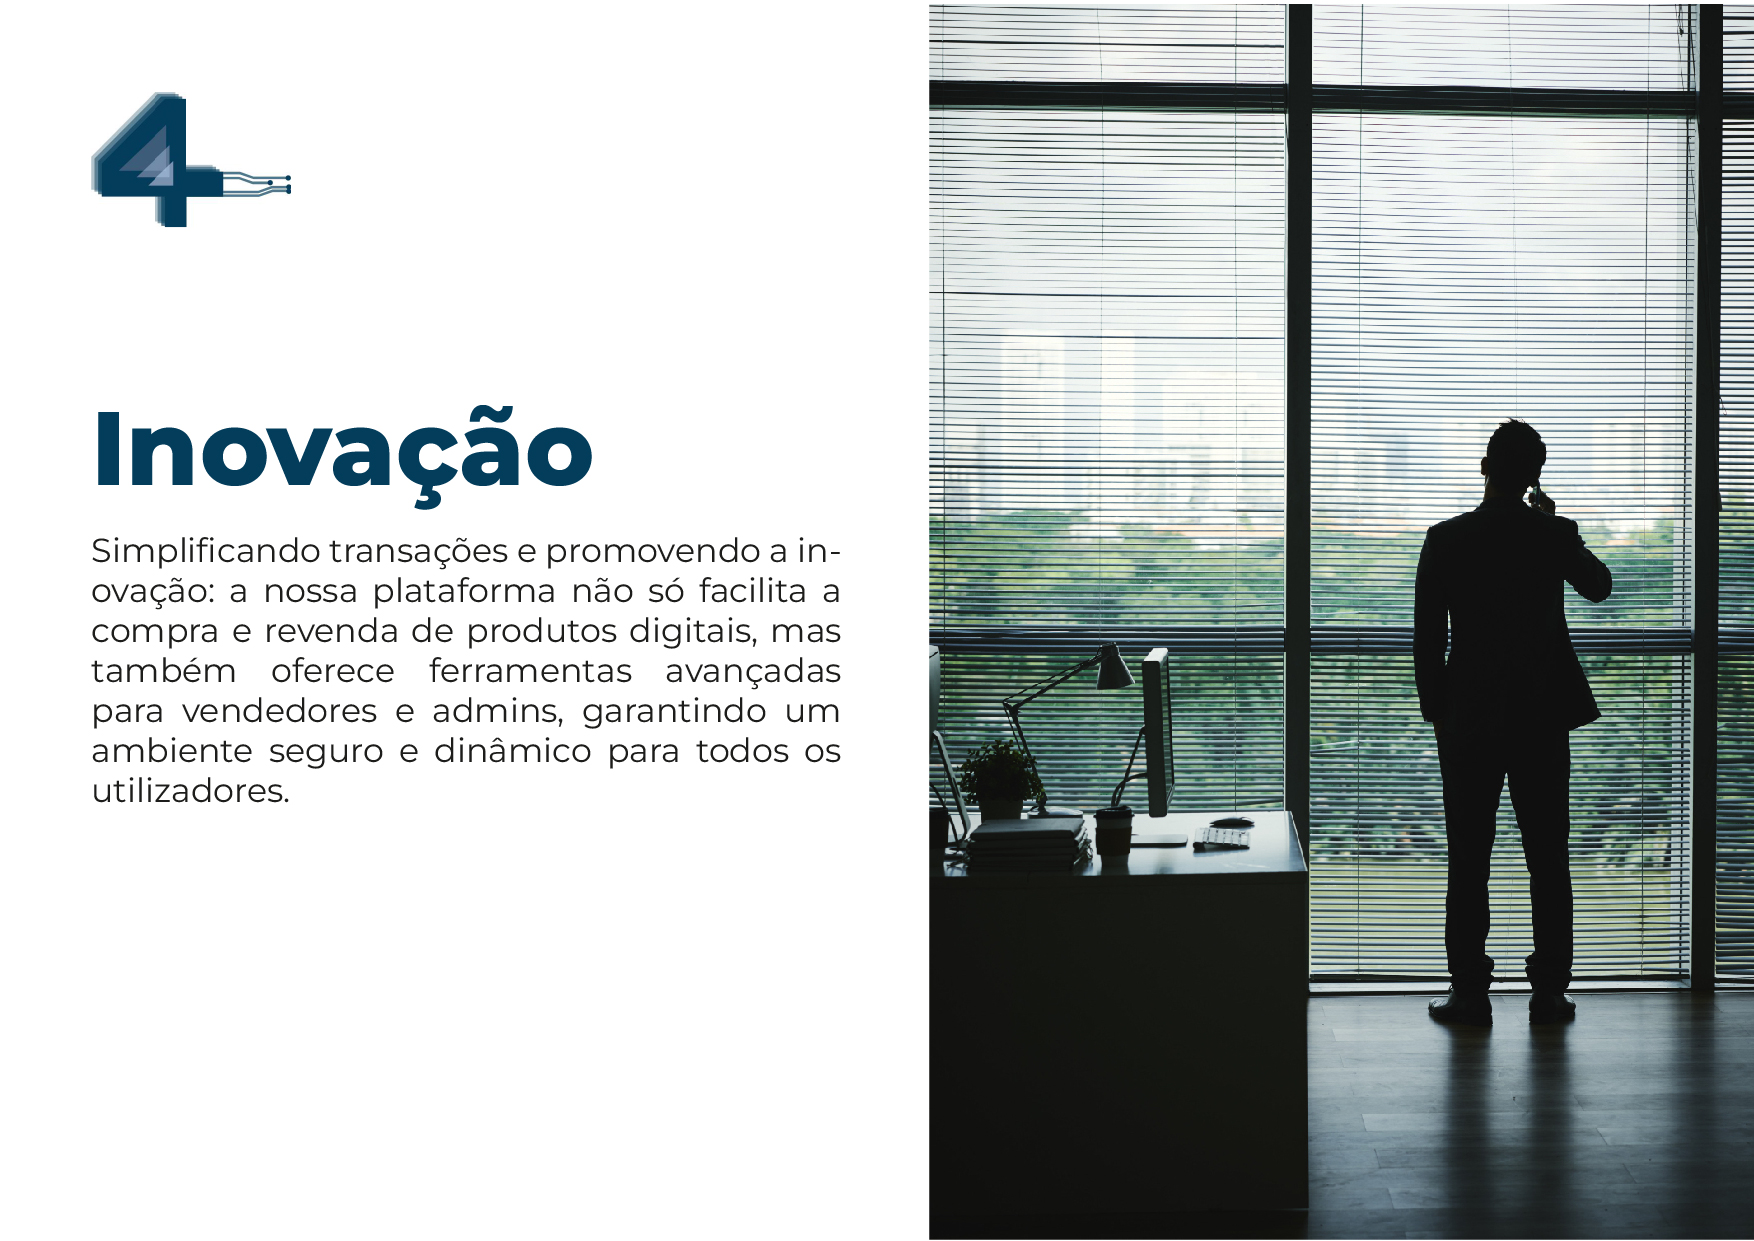 4
Inovação
Simplificando transações e promovendo a in-
ovação: a nossa plataforma não só facilita a
compra e revenda de produtos digitais, mas
também oferece ferramentas avançadas
para vendedores e admins, garantindo um
ambiente seguro e dinâmico para todos os
utilizadores.